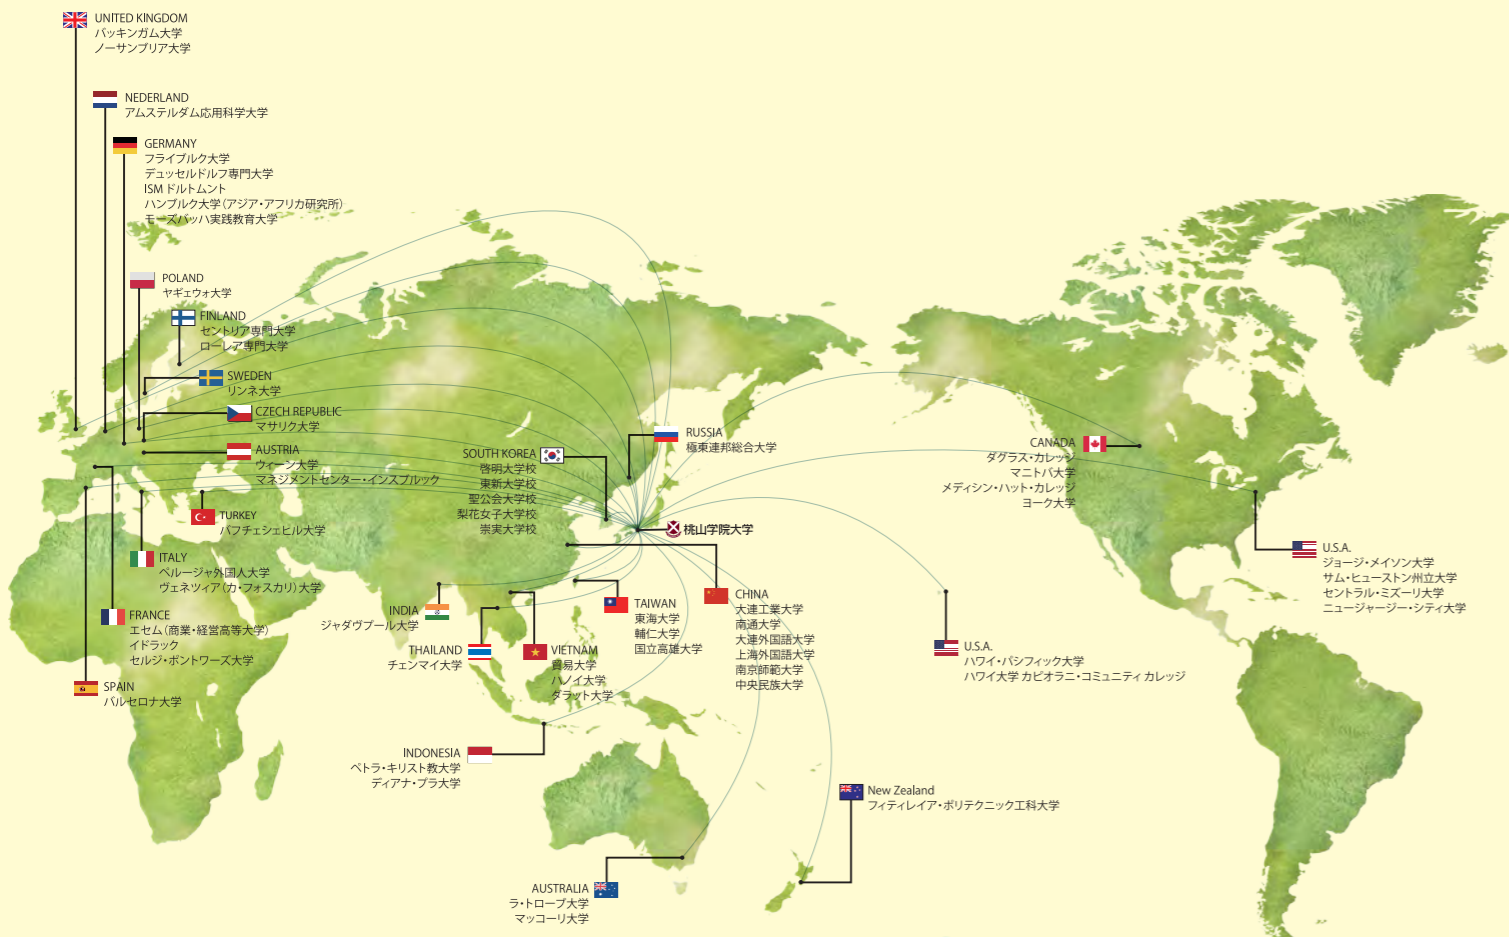 UNITED KINGDOM
バッキンガム大学
ノーサンブリア大学
NEDERLAND
アムステルダム応用科学大学
GERMANY
フライブルク大学
デュッセルドルフ専門大学
ISM ドルトムント
ハンブルク大学（アジア・アフリカ研究所）
モーズバッハ実践教育大学
POLAND
ヤギェウォ大学
FINLAND
セントリア専門大学
ローレア専門大学
SWEDEN
リンネ大学
CZECH REPUBLIC
マサリク大学
AUSTRIA
ウィーン大学
マネジメントセンター・インスブルック
TURKEY
バフチェシェヒル大学
ITALY
ペルージャ外国人大学
ヴェネツィア（カ・フォスカリ）大学
FRANCE
エセム（商業・経営高等大学）
イドラック
セルジ・ポントワーズ大学
SPAIN
バルセロナ大学
SOUTH KOREA
啓明大学校
東新大学校
聖公会大学校
梨花女子大学校
崇実大学校
RUSSIA
極東連邦総合大学
桃山学院大学
INDIA
ジャダヴプール大学
THAILAND
チェンマイ大学
VIETNAM
貿易大学
ハノイ大学
ダラット大学
TAIWAN
東海大学
輔仁大学
国立高雄大学
CHINA
大連工業大学
南通大学
大連外国語大学
上海外国語大学
南京師範大学
中央民族大学
INDONESIA
ペトラ・キリスト教大学
ディアナ・プラ大学
AUSTRALIA
ラ・トローブ大学
マッコーリ大学
New Zealand
フィティレイア・ポリテクニック工科大学
CANADA
ダグラス・カレッジ
マニトバ大学
メディシン・ハット・カレッジ
ヨーク大学
U.S.A.
ハワイ・パシフィック大学
ハワイ大学 カピオラニ・コミュニティ カレッジ
U.S.A.
ジョージ・メイソン大学
サム・ヒューストン州立大学
セントラル・ミズーリ大学
ニュージャージー・シティ大学